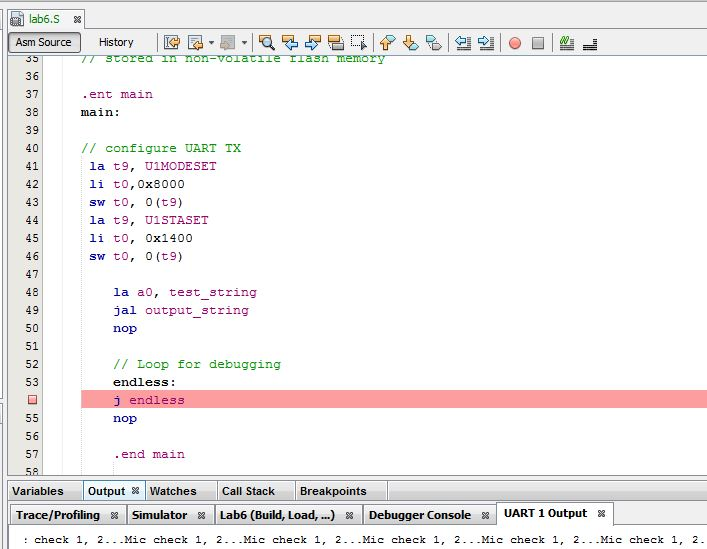 lab6.S
Asm Source History
35 // stored in non-volatile flash memory
36
37 .ent main
38 main:
39
40 // configure UART TX
41 la t9, U1MODESET
42 li t0,0x8000
43 sw t0, 0(t9)
44 la t9, U1STASET
45 li t0, 0x1400
46 sw t0, 0(t9)
47
48 la a0, test_string
49 jal output_string
50 nop
51
52 // Loop for debugging
53 endless:
j endless
55 nop
56
57 .end main
58
Variables Output Watches Call Stack Breakpoints
Trace/Profiling Simulator Lab6 (Build, Load, ...) Debugger Console UART 1 Output
: check 1, 2...Mic check 1, 2...Mic check 1, 2...Mic check 1, 2...Mic check 1, 2...Mic check 1, 2.